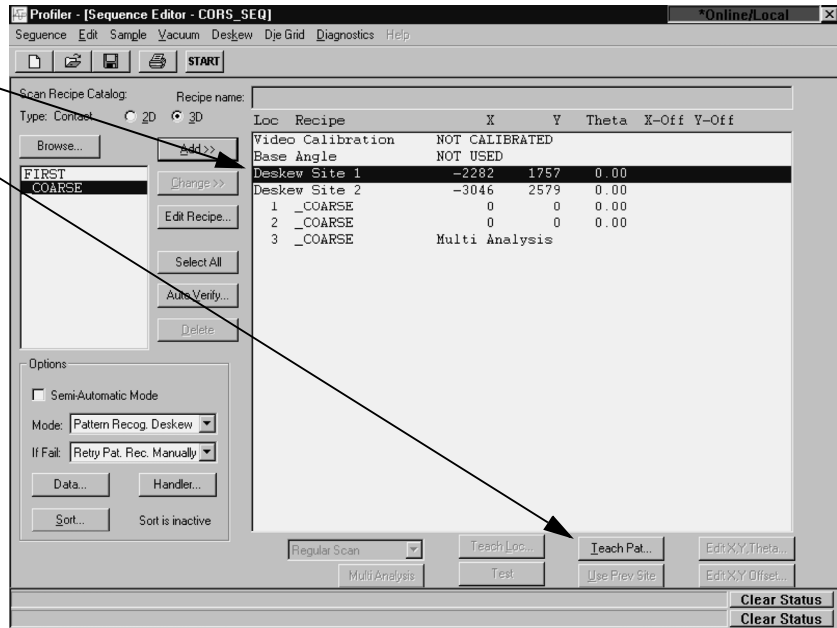 Profiler - [Sequence Editor - CORS_SEQ] *Online/Local
Sequence Edit Sample Vacuum Deskew Die Grid Diagnostics Help
START
Scan Recipe Catalog: Recipe name:
Type: Contact 2D 3D
Loc Recipe X Y Theta X-Off Y-Off
Browse... Add >>
Video Calibration NOT CALIBRATED
Base Angle NOT USED
FIRST
_COARSE
Change >>
Deskew Site 1 -2282 1757 0.00
Deskew Site 2 -3046 2579 0.00
1 _COARSE 0 0 0.00
2 _COARSE 0 0 0.00
3 _COARSE Multi Analysis
Edit Recipe...
Select All
Auto Verify...
Delete
Options
Semi-Automatic Mode
Mode: Pattern Recog. Deskew
If Fail: Retry Pat. Rec. Manually
Data... Handler...
Sort... Sort is inactive
Regular Scan Teach Loc... Teach Pat... Edit X,Y,Theta...
Multi Analysis Test Use Prev Site Edit X,Y Offset...
Clear Status
Clear Status